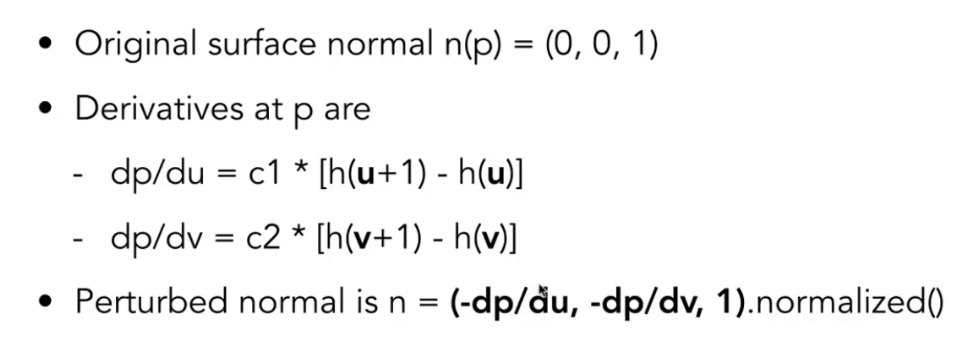 • Original surface normal n(p) = (0, 0, 1)
• Derivatives at p are
- dp/du = c1 * [h(u+1) - h(u)]
- dp/dv = c2 * [h(v+1) - h(v)]
• Perturbed normal is n = (-dp/du, -dp/dv, 1).normalized()